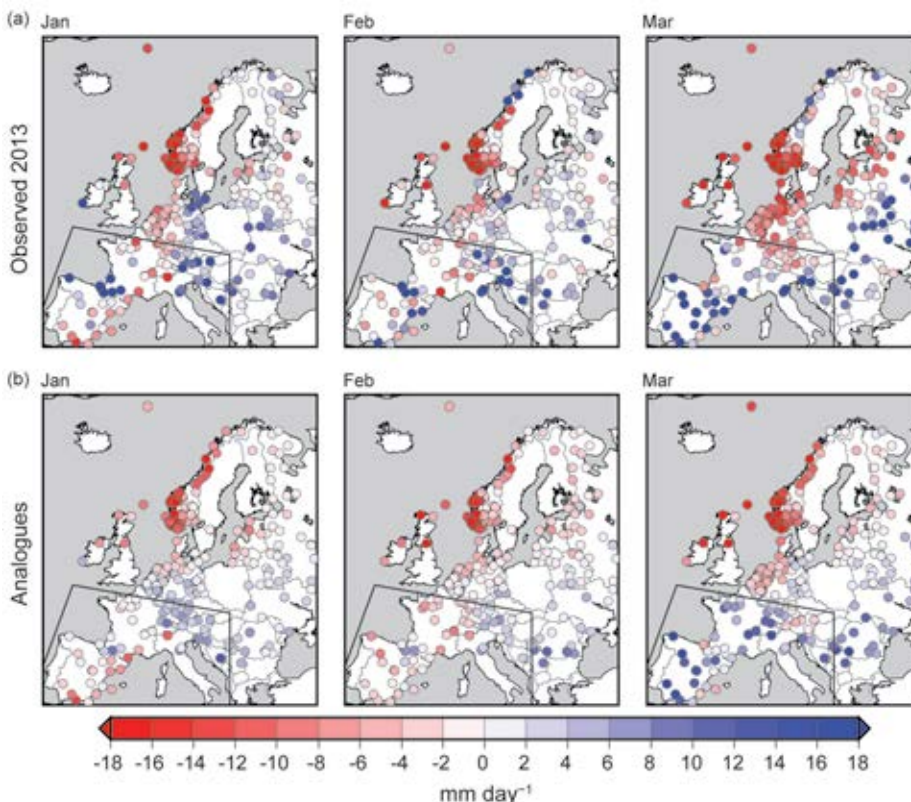 (a)
Jan
Feb
Mar
Observed 2013
(b)
Jan
Feb
Mar
Analogues
-18 -16 -14 -12 -10 -8 -6 -4 -2 0 2 4 6 8 10 12 14 16 18
mm day⁻¹